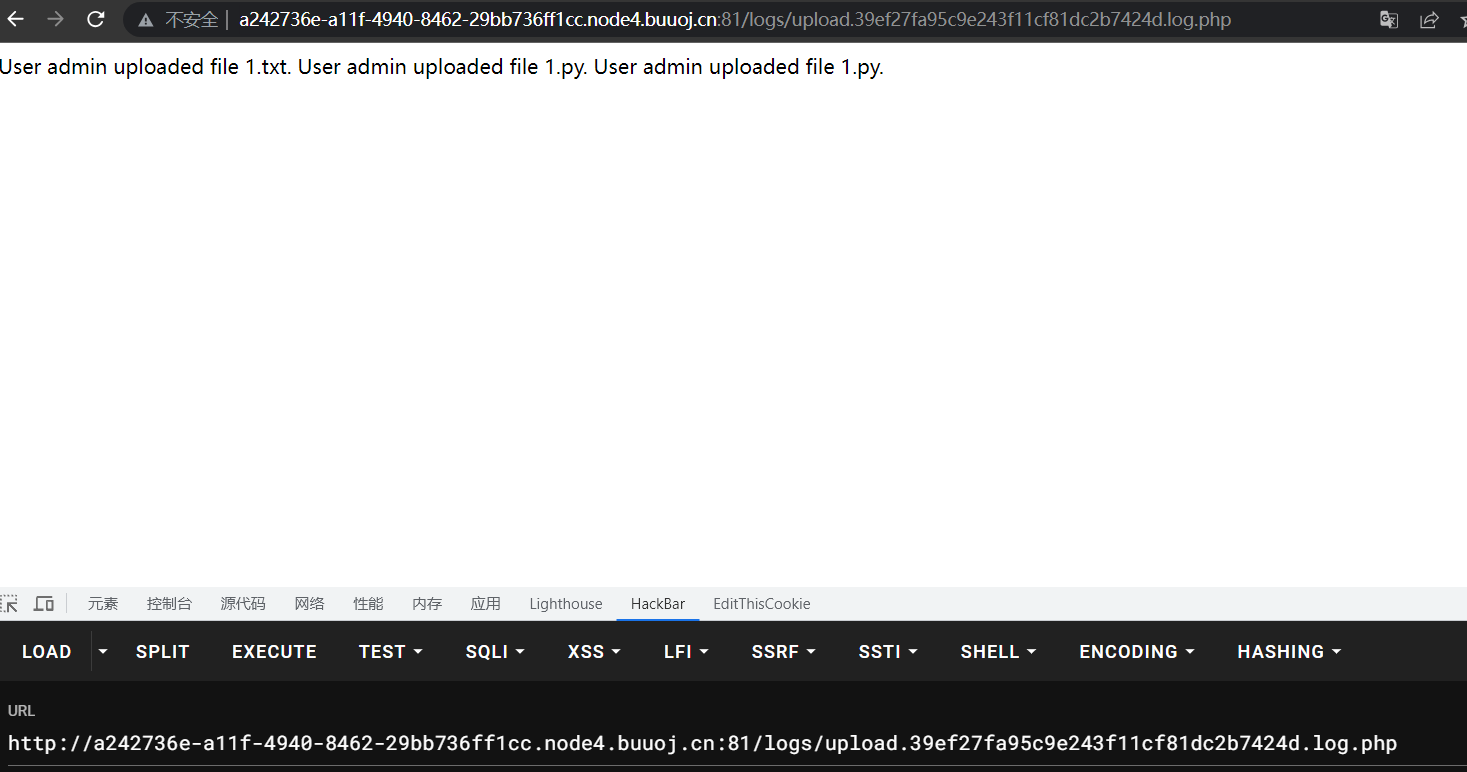 不安全 | a242736e-a11f-4940-8462-29bb736ff1cc.node4.buuoj.cn:81/logs/upload.39ef27fa95c9e243f11cf81dc2b7424d.log.php
User admin uploaded file 1.txt. User admin uploaded file 1.py. User admin uploaded file 1.py.
元素 控制台 源代码 网络 性能 内存 应用 Lighthouse HackBar EditThisCookie
LOAD SPLIT EXECUTE TEST SQLI XSS LFI SSRF SSTI SHELL ENCODING HASHING
URL
http://a242736e-a11f-4940-8462-29bb736ff1cc.node4.buuoj.cn:81/logs/upload.39ef27fa95c9e243f11cf81dc2b7424d.log.php